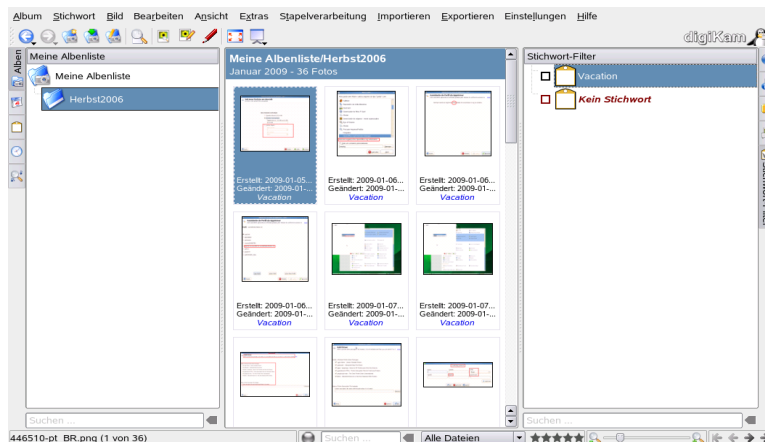 Album Stichwort Bild Bearbeiten Ansicht Extras Stapelverarbeitung Importieren Exportieren Einstellungen Hilfe
digiKam
Alben
Meine Albenliste
Meine Albenliste
Herbst2006
Meine Albenliste/Herbst2006
Januar 2009 - 36 Fotos
Erstellt: 2009-01-05...
Geändert: 2009-01-...
Vacation
Erstellt: 2009-01-06...
Geändert: 2009-01-...
Vacation
Erstellt: 2009-01-06...
Geändert: 2009-01-...
Vacation
Erstellt: 2009-01-06...
Geändert: 2009-01-...
Vacation
Erstellt: 2009-01-07...
Geändert: 2009-01-...
Vacation
Erstellt: 2009-01-07...
Geändert: 2009-01-...
Vacation
Stichwort-Filter
Vacation
Kein Stichwort
Suchen ...
Suchen ...
446510-pt_BR.png (1 von 36)
Suchen ...
Alle Dateien